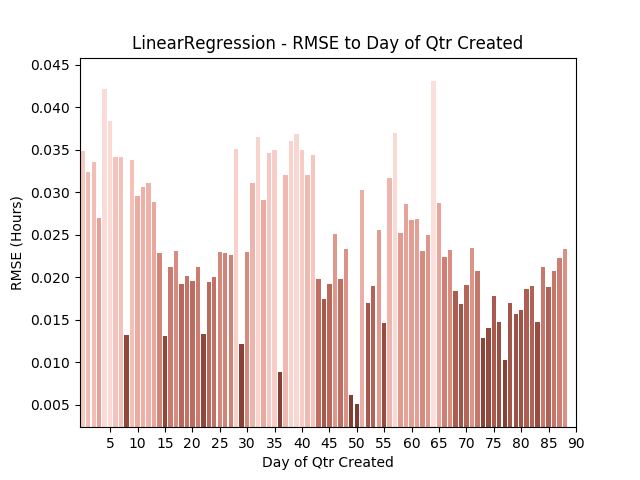 LinearRegression - RMSE to Day of Qtr Created
0.045
0.040
0.035
0.030
0.025
0.020
0.015
0.010
0.005
RMSE (Hours)
5 10 15 20 25 30 35 40 45 50 55 60 65 70 75 80 85 90
Day of Qtr Created